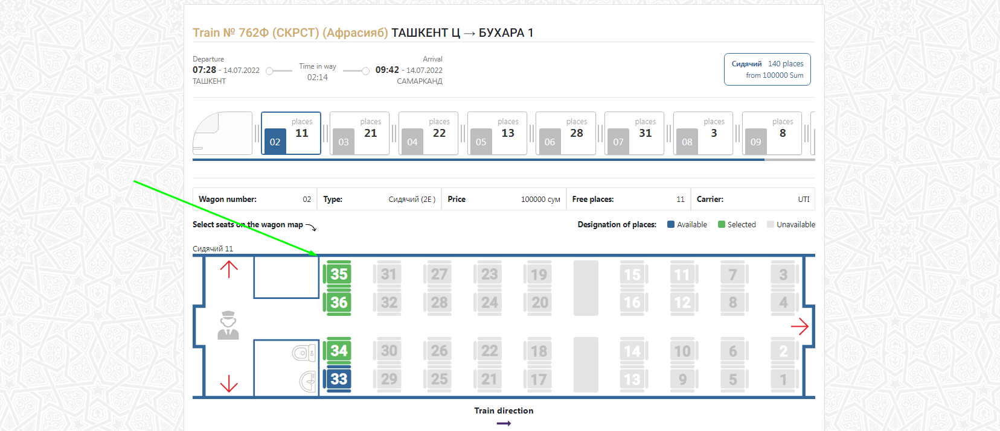 Train № 762Ф (СКРСТ) (Афрасияб) ТАШКЕНТ Ц → БУХАРА 1
Departure
07:28 - 14.07.2022
ТАШКЕНТ
Time in way
02:14
Arrival
09:42 - 14.07.2022
САМАРКАНД
Сидячий 140 places
from 100000 Sum
places places places places places places places places
02 11 03 21 04 22 05 13 06 28 07 31 08 3 09 8
Wagon number: 02 Type: Сидячий (2Е ) Price 100000 сум Free places: 11 Carrier: UTI
Select seats on the wagon map
Designation of places: Available Selected Unavailable
Сидячий 11
35 31 27 23 19 15 11 7 3
36 32 28 24 20 16 12 8 4
34 30 26 22 18 14 10 6 2
33 29 25 21 17 13 9 5 1
Train direction